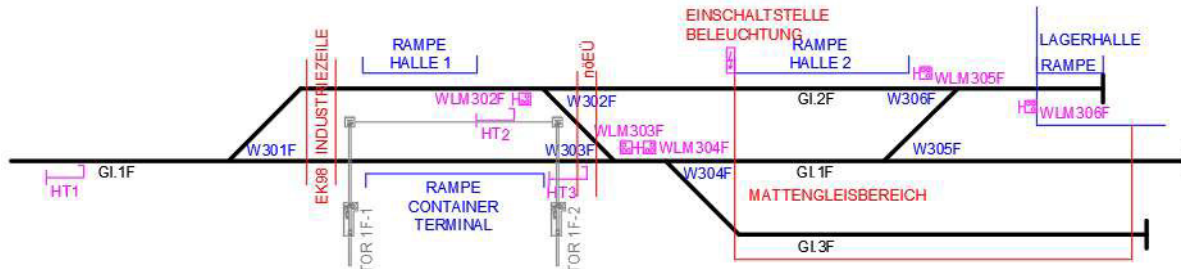 EINSCHALTSTELLE
BELEUCHTUNG
RAMPE
HALLE 1
RAMPE
HALLE 2
LAGERHALLE
RAMPE
EK98 INDUSTRIEZEILE
nöEÜ
WLM302F
H
W302F
WLM305F
H
WLM306F
H
Gl.2F
W306F
HT2
WLM303F
H
WLM304F
W301F
W303F
W304F
W305F
Gl.1F
Gl.1F
HT1
HT3
RAMPE
CONTAINER
TERMINAL
MATTENGLEISBEREICH
TOR 1F-1
TOR 1F-2
Gl.3F